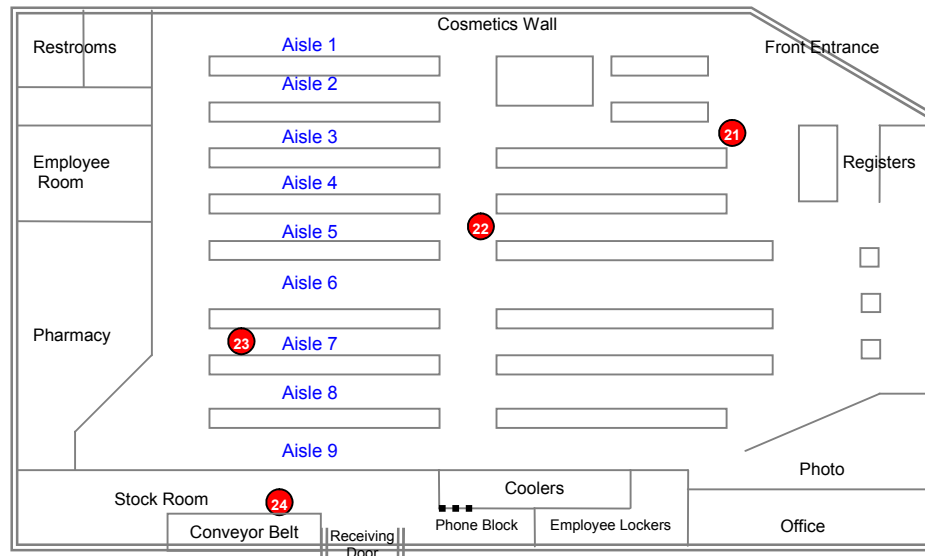 Cosmetics Wall
Restrooms
Aisle 1
Front Entrance
Aisle 2
21
Aisle 3
Employee
Room
Registers
Aisle 4
22
Aisle 5
Aisle 6
Pharmacy
23
Aisle 7
Aisle 8
Aisle 9
Photo
Coolers
Stock Room
24
Phone Block
Employee Lockers
Office
Conveyor Belt
Receiving
Door